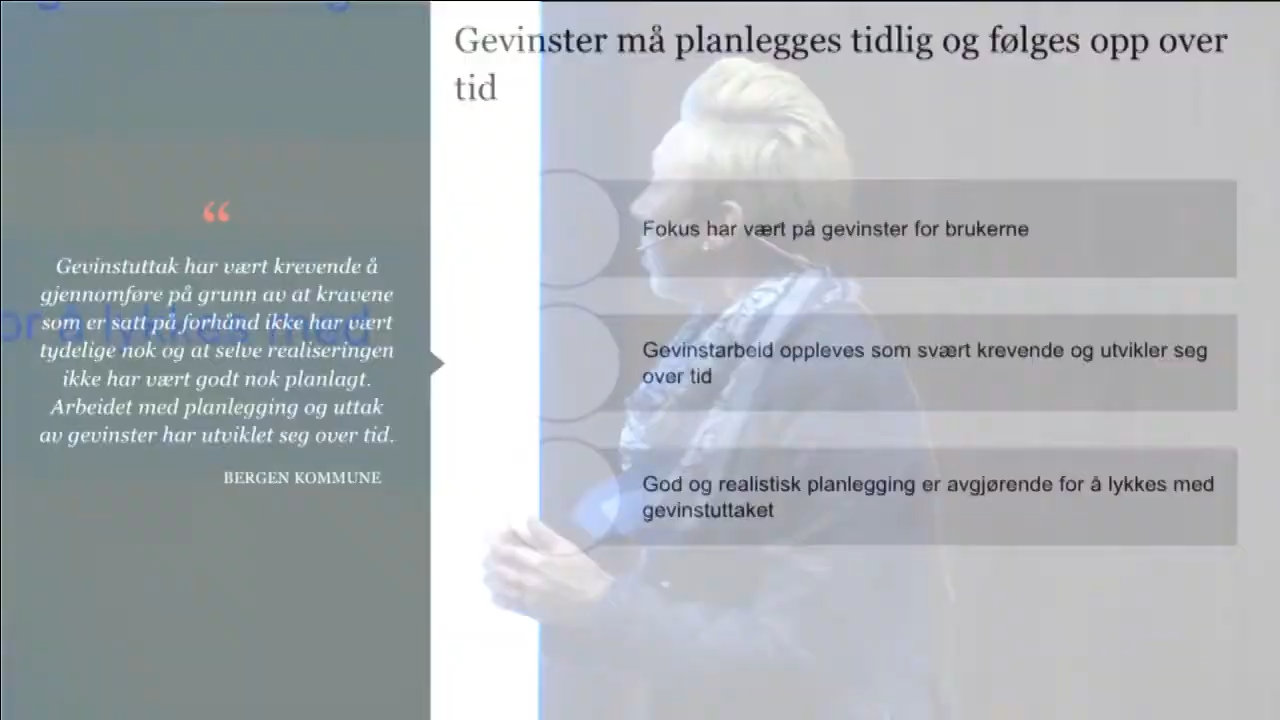 Gevinster må planlegges tidlig og følges opp over
tid
“
Gevinstuttak har vært krevende å
gjennomføre på grunn av at kravene
som er satt på forhånd ikke har vært
tydelige nok og at selve realiseringen
ikke har vært godt nok planlagt.
Arbeidet med planlegging og uttak
av gevinster har utviklet seg over tid.
BERGEN KOMMUNE
or å lykkes med
Fokus har vært på gevinster for brukerne
Gevinstarbeid oppleves som svært krevende og utvikler seg
over tid
God og realistisk planlegging er avgjørende for å lykkes med
gevinstuttaket